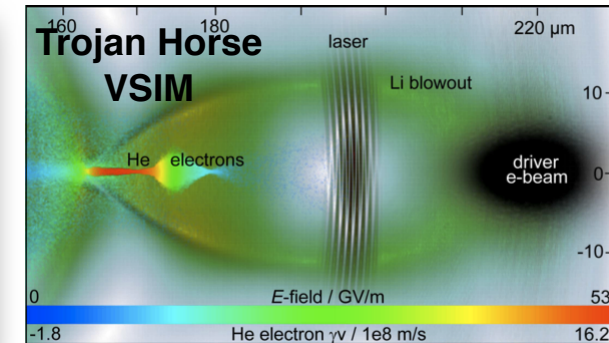 160 180 220 µm
Trojan Horse
VSIM
laser
Li blowout
10
He electrons
driver
e-beam
0
-10
0 E-field / GV/m 53
-1.8 He electron γv / 1e8 m/s 16.2